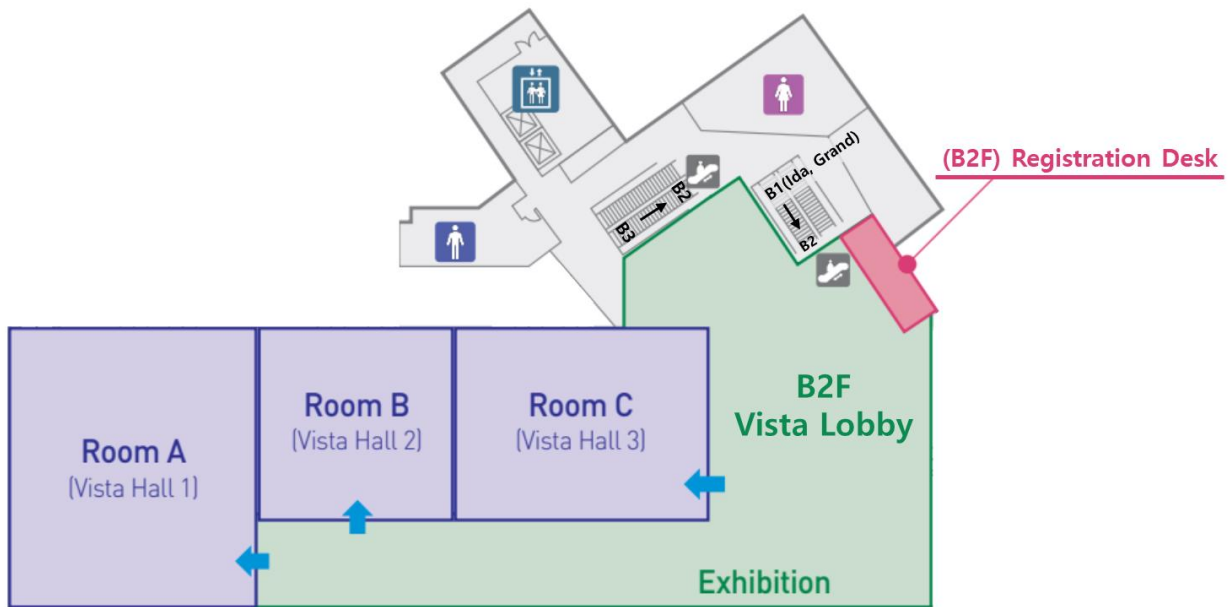 B1(Ida, Grand)
B2
B3
B2
(B2F) Registration Desk
B2F
Vista Lobby
Room A
(Vista Hall 1)
Room B
(Vista Hall 2)
Room C
(Vista Hall 3)
Exhibition